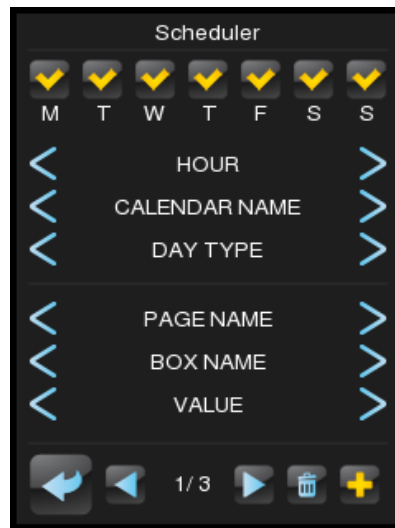 Scheduler
M T W T F S S
HOUR
CALENDAR NAME
DAY TYPE
PAGE NAME
BOX NAME
VALUE
1/3